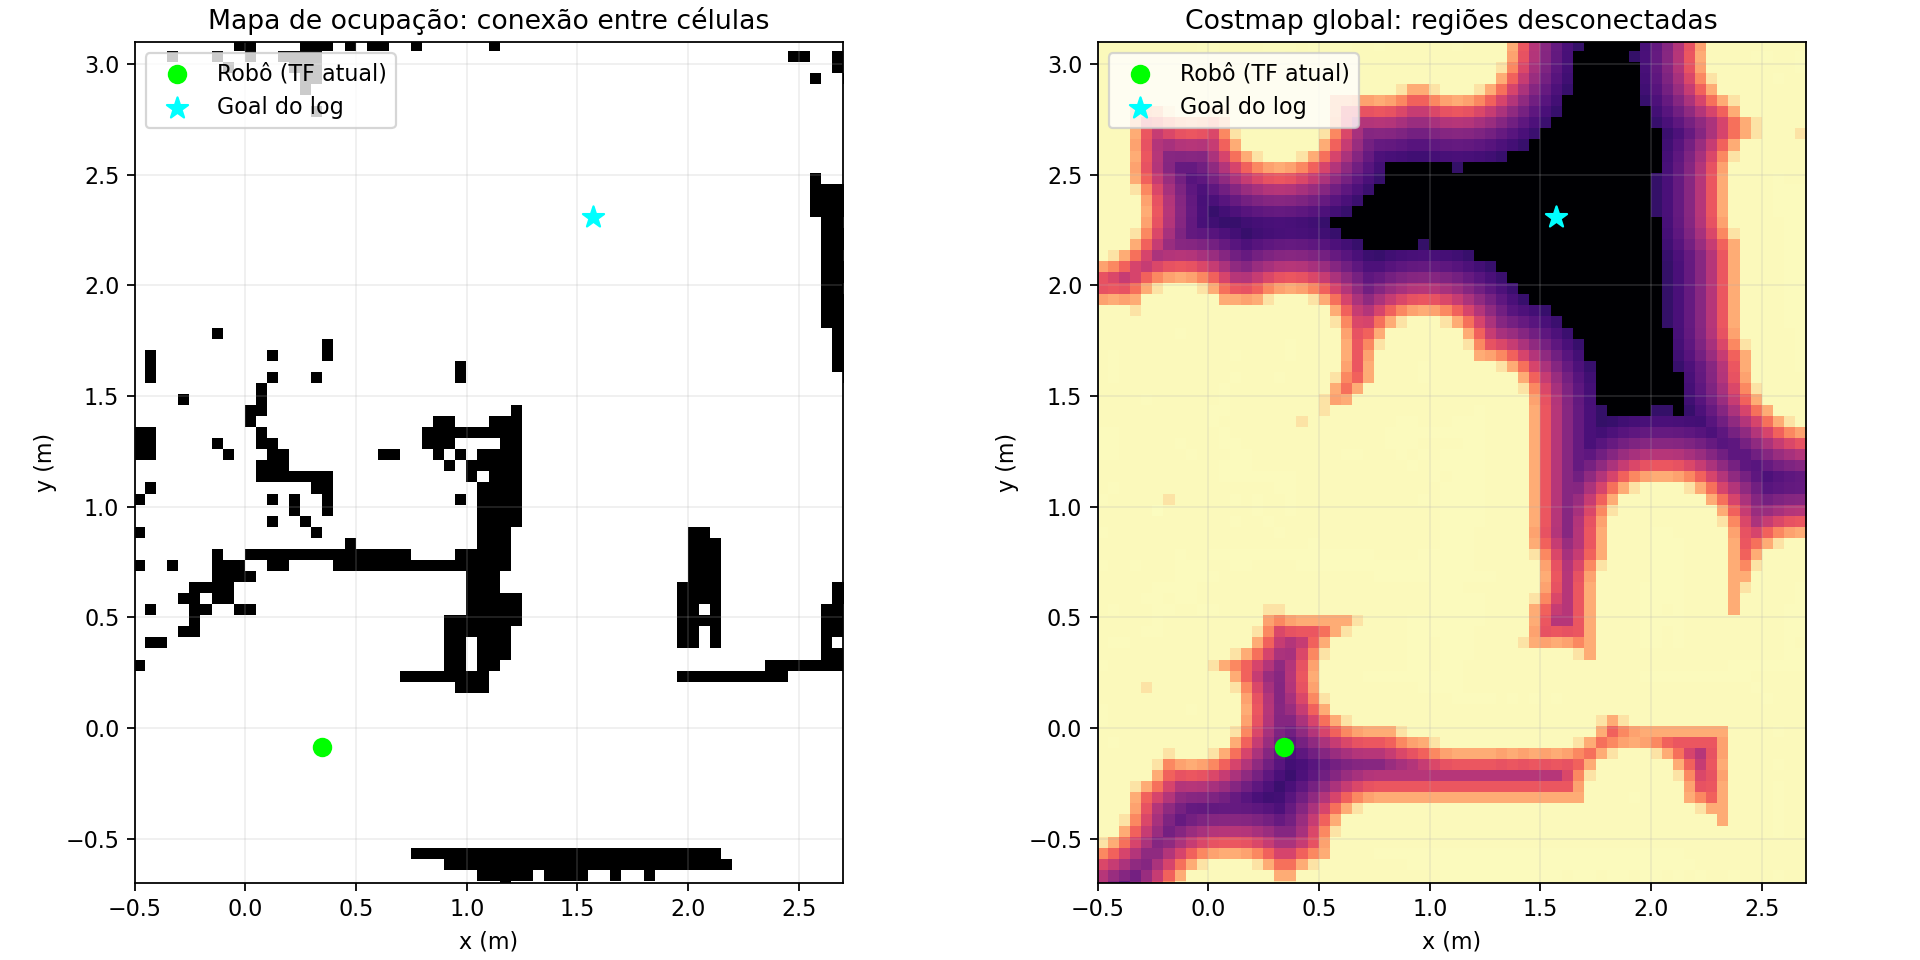 Mapa de ocupação: conexão entre células
Robô (TF atual)
Goal do log
3.0
2.5
2.0
1.5
1.0
0.5
0.0
−0.5
y (m)
−0.5 0.0 0.5 1.0 1.5 2.0 2.5
x (m)
Costmap global: regiões desconectadas
Robô (TF atual)
Goal do log
3.0
2.5
2.0
1.5
1.0
0.5
0.0
−0.5
y (m)
−0.5 0.0 0.5 1.0 1.5 2.0 2.5
x (m)